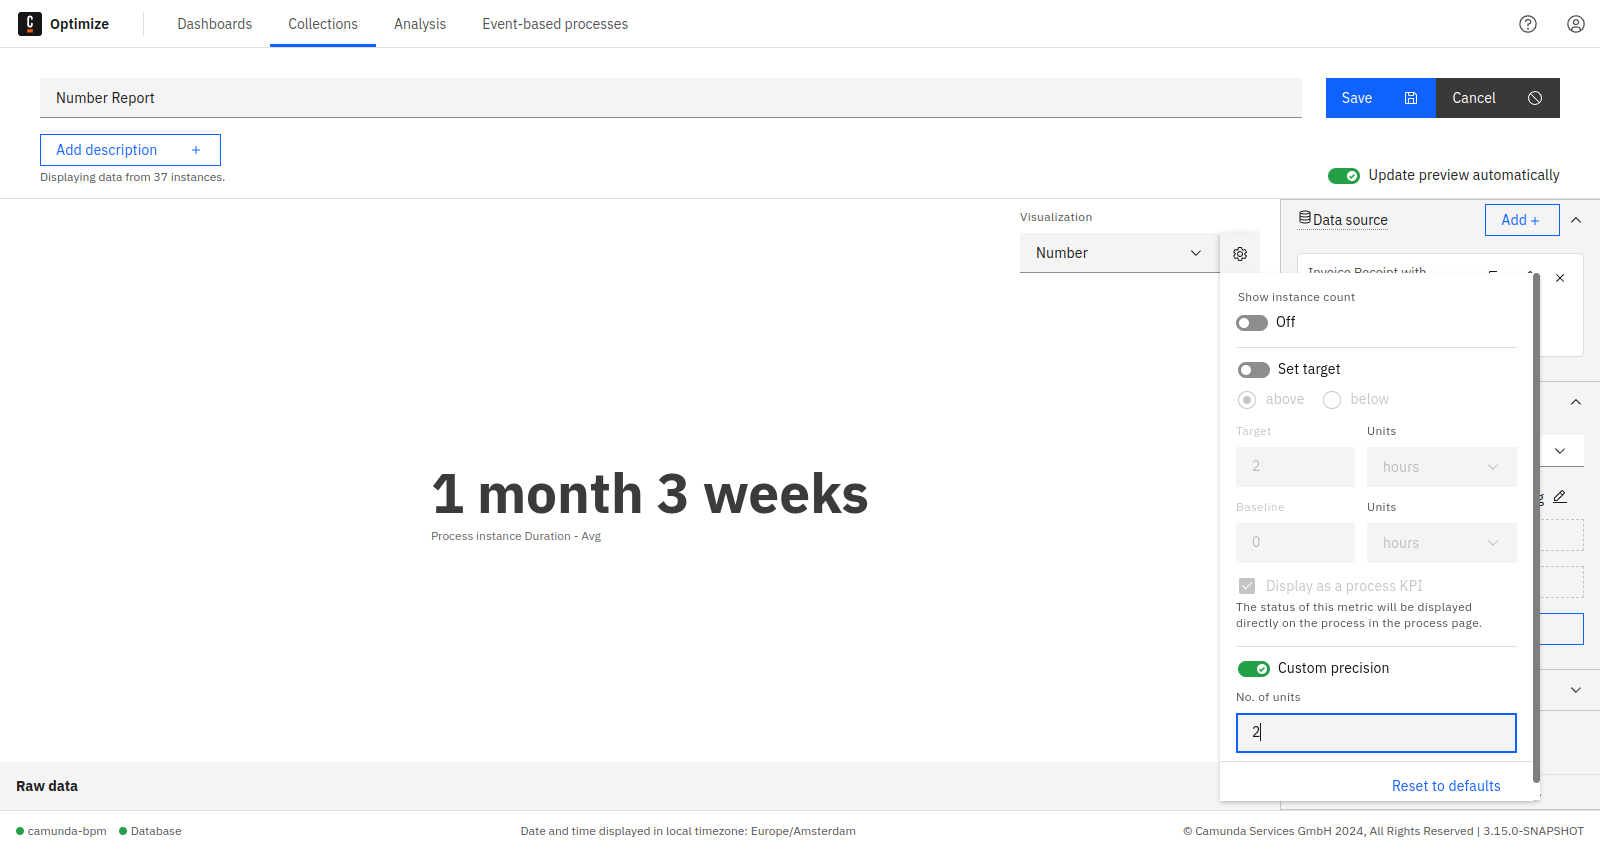 Optimize
Dashboards
Collections
Analysis
Event-based processes
Number Report
Save
Cancel
Add description +
Displaying data from 37 instances.
Update preview automatically
Visualization
Number
Data source
Add +
Invoice Receipt with
Show instance count
Off
Set target
above
below
Target
Units
2
hours
Baseline
Units
0
hours
Display as a process KPI
The status of this metric will be displayed
directly on the process in the process page.
Custom precision
No. of units
2
Reset to defaults
1 month 3 weeks
Process instance Duration - Avg
Raw data
camunda-bpm
Database
Date and time displayed in local timezone: Europe/Amsterdam
© Camunda Services GmbH 2024, All Rights Reserved | 3.15.0-SNAPSHOT